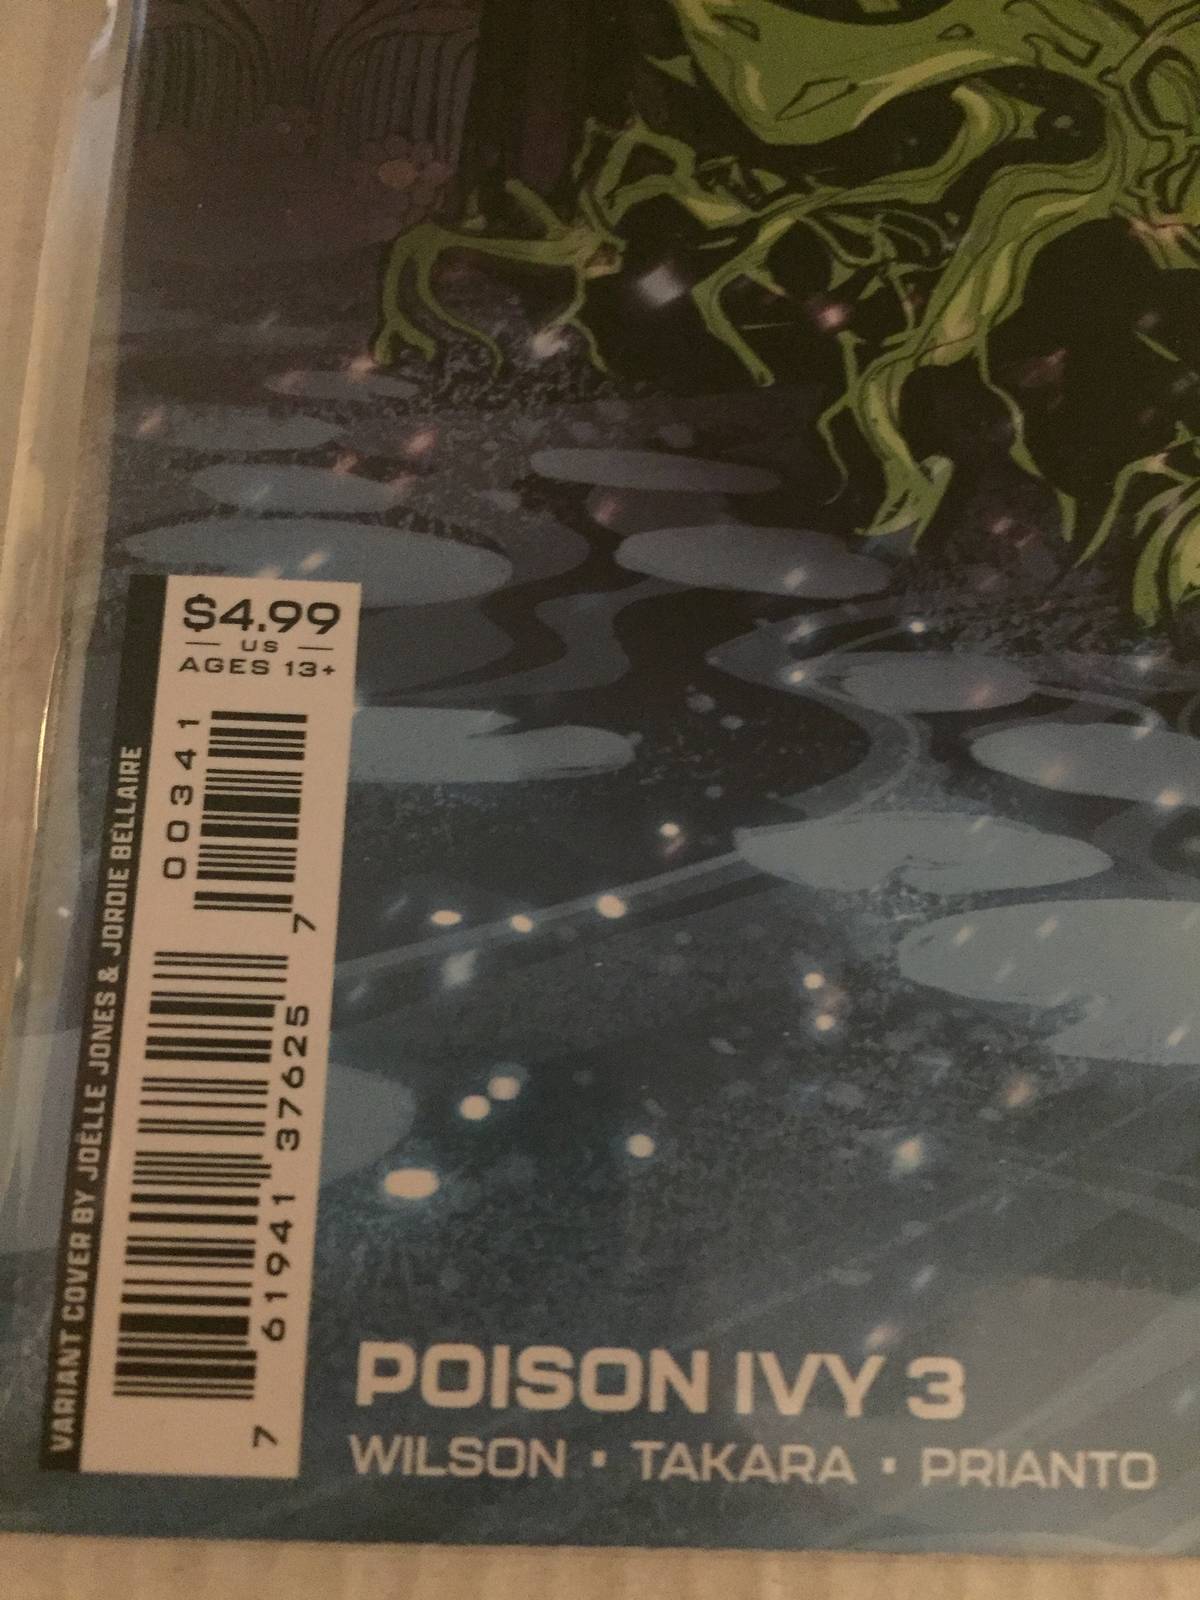 $4.99
US
AGES 13+
00341
7 61941 37625 7
VARIANT COVER BY JOËLLE JONES & JORDIE BELLAIRE
POISON IVY 3
WILSON · TAKARA · PRIANTO